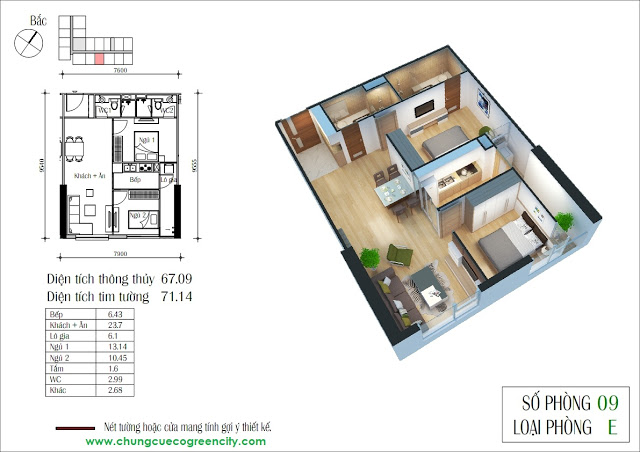 Bắc
7600
9540
9555
WC1
WC2
Ngủ 1
Khách + Ăn
Bếp
Lô gia
Ngủ 2
7900
Diện tích thông thủy 67.09
Diện tích tim tường 71.14
Bếp 6.43
Khách + Ăn 23.7
Lô gia 6.1
Ngủ 1 13.14
Ngủ 2 10.45
Tắm 1.6
WC 2.99
Khác 2.68
Nét tường hoặc cửa mang tính gợi ý thiết kế.
www.chungcuecogreencity.com
SỐ PHÒNG 09
LOẠI PHÒNG E